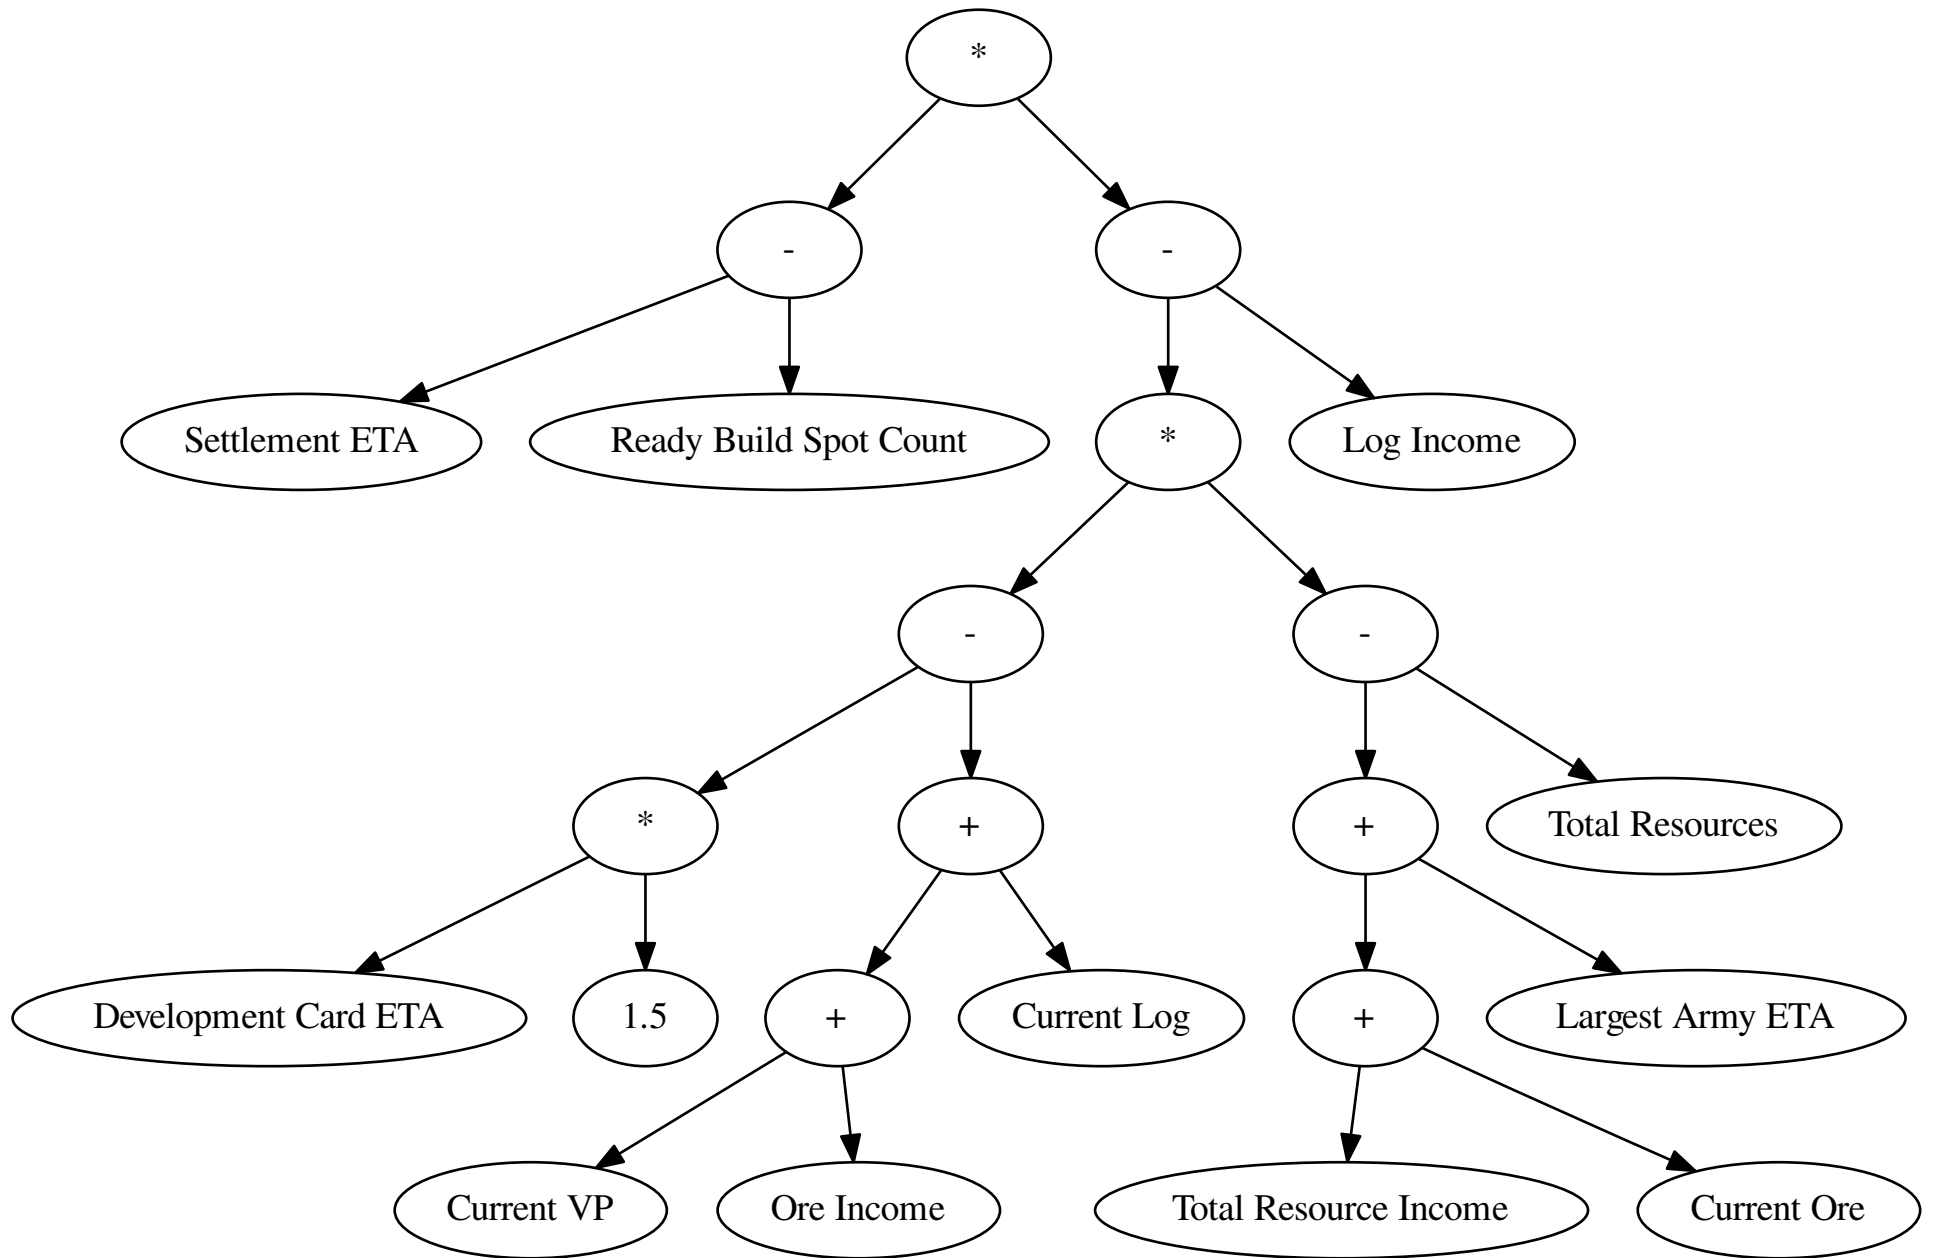 *
-
-
Settlement ETA
Ready Build Spot Count
*
Log Income
-
-
*
+
+
Total Resources
Development Card ETA
1.5
+
Current Log
+
Largest Army ETA
Current VP
Ore Income
Total Resource Income
Current Ore